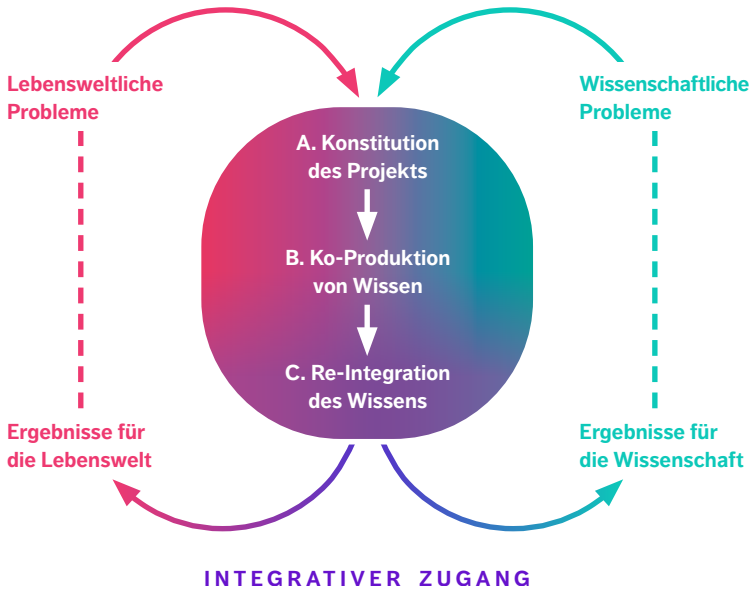 Lebensweltliche
Probleme
Wissenschaftliche
Probleme
A. Konstitution
des Projekts
B. Ko-Produktion
von Wissen
C. Re-Integration
des Wissens
Ergebnisse für
die Lebenswelt
Ergebnisse für
die Wissenschaft
INTEGRATIVER ZUGANG